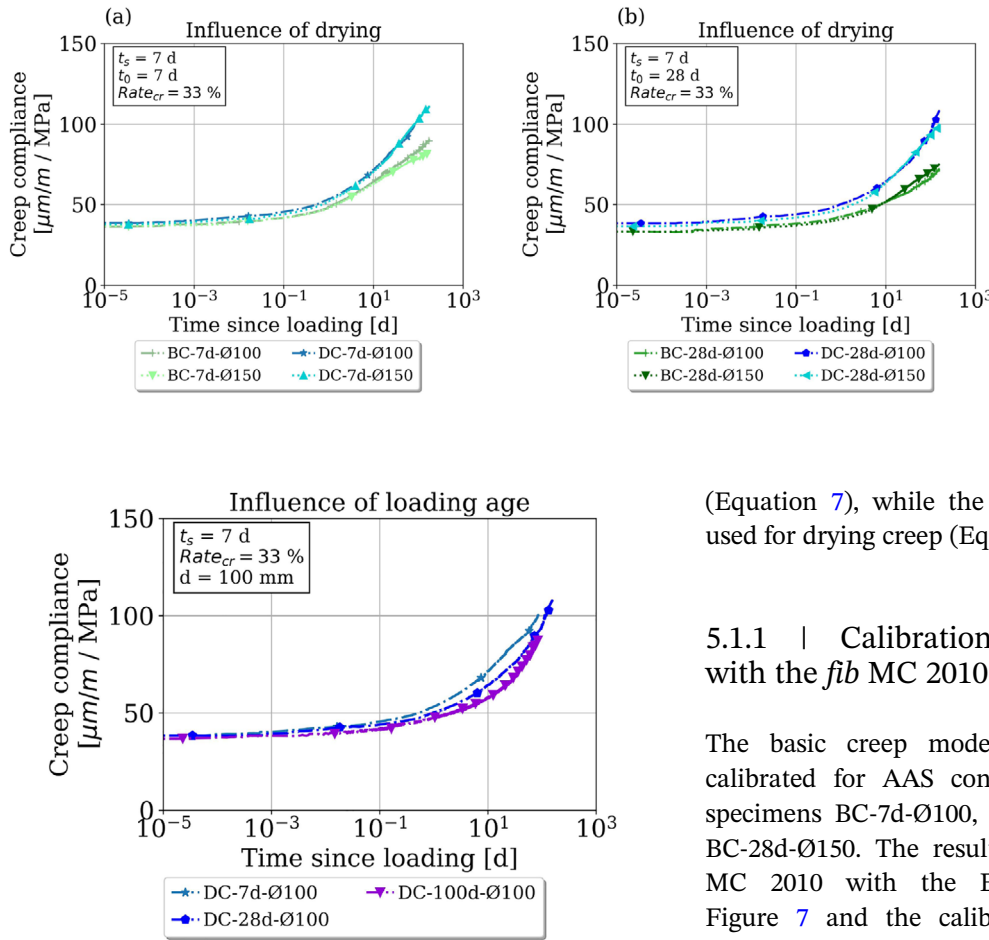 (a)
Influence of drying
150
100
50
0
Creep compliance
[μm/m / MPa]
t_s = 7 d
t_0 = 7 d
Rate_cr = 33 %
10^-5 10^-3 10^-1 10^1 10^3
Time since loading [d]
BC-7d-Ø100 DC-7d-Ø100
BC-7d-Ø150 DC-7d-Ø150
(b)
Influence of drying
150
100
50
0
Creep compliance
[μm/m / MPa]
t_s = 7 d
t_0 = 28 d
Rate_cr = 33 %
10^-5 10^-3 10^-1 10^1 10^3
Time since loading [d]
BC-28d-Ø100 DC-28d-Ø100
BC-28d-Ø150 DC-28d-Ø150
Influence of loading age
150
100
50
0
Creep compliance
[μm/m / MPa]
t_s = 7 d
Rate_cr = 33 %
d = 100 mm
10^-5 10^-3 10^-1 10^1 10^3
Time since loading [d]
DC-7d-Ø100 DC-100d-Ø100
DC-28d-Ø100
(Equation 7), while the
used for drying creep (Eq
5.1.1 | Calibration
with the fib MC 2010
The basic creep mode
calibrated for AAS con
specimens BC-7d-Ø100,
BC-28d-Ø150. The result
MC 2010 with the B
Figure 7 and the calib